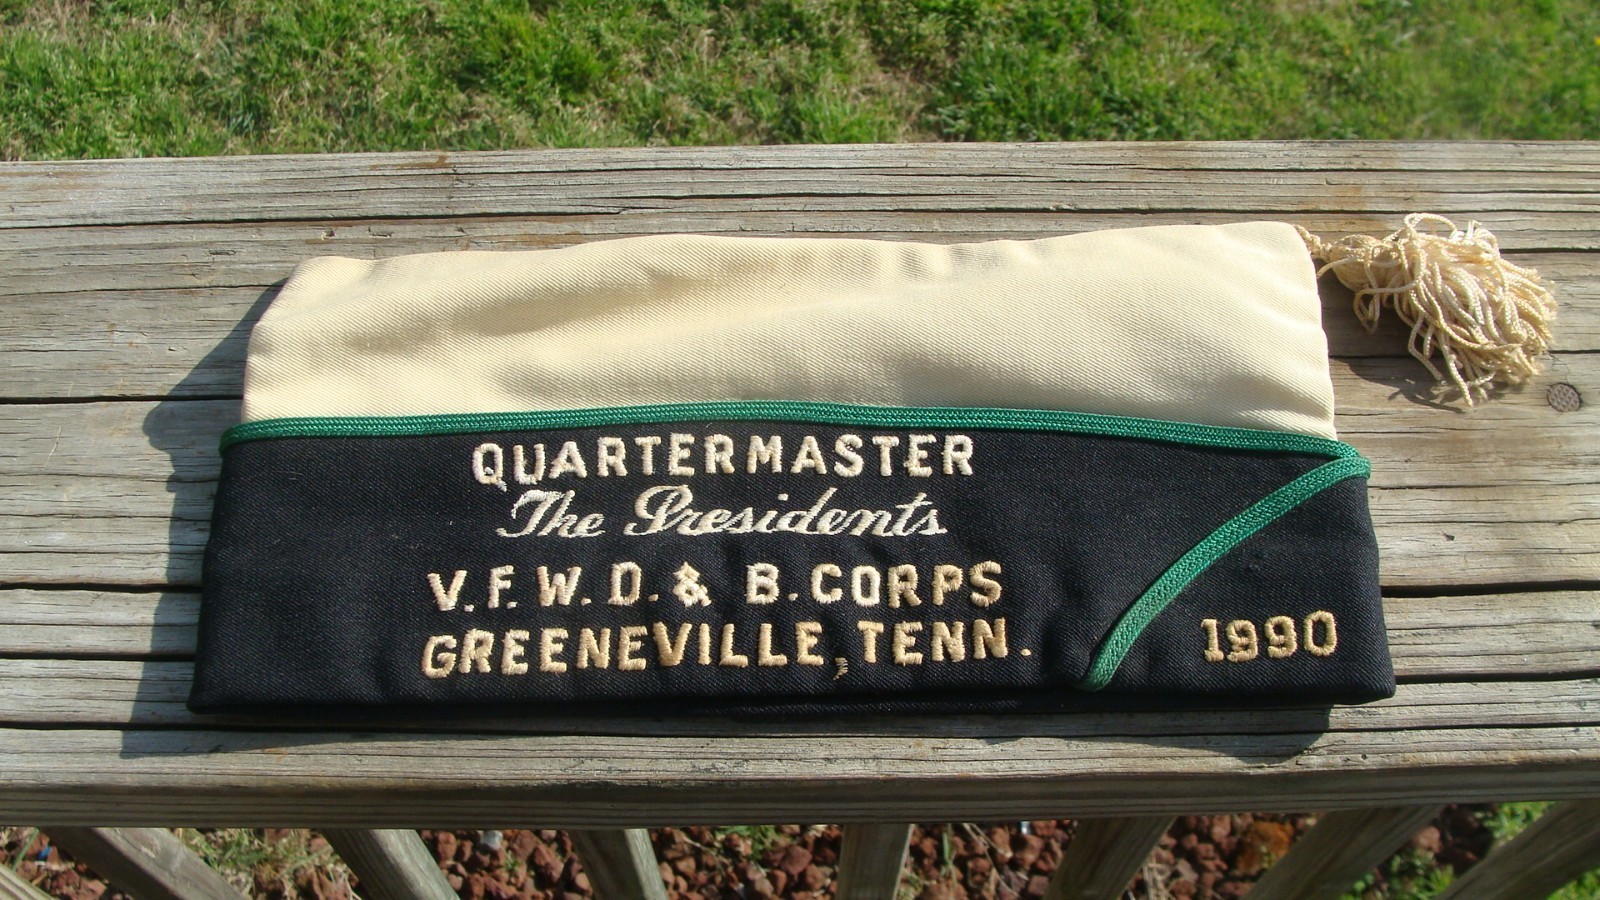 QUARTERMASTER
The Presidents
V.F.W. D. & B. CORPS
GREENEVILLE, TENN.
1990